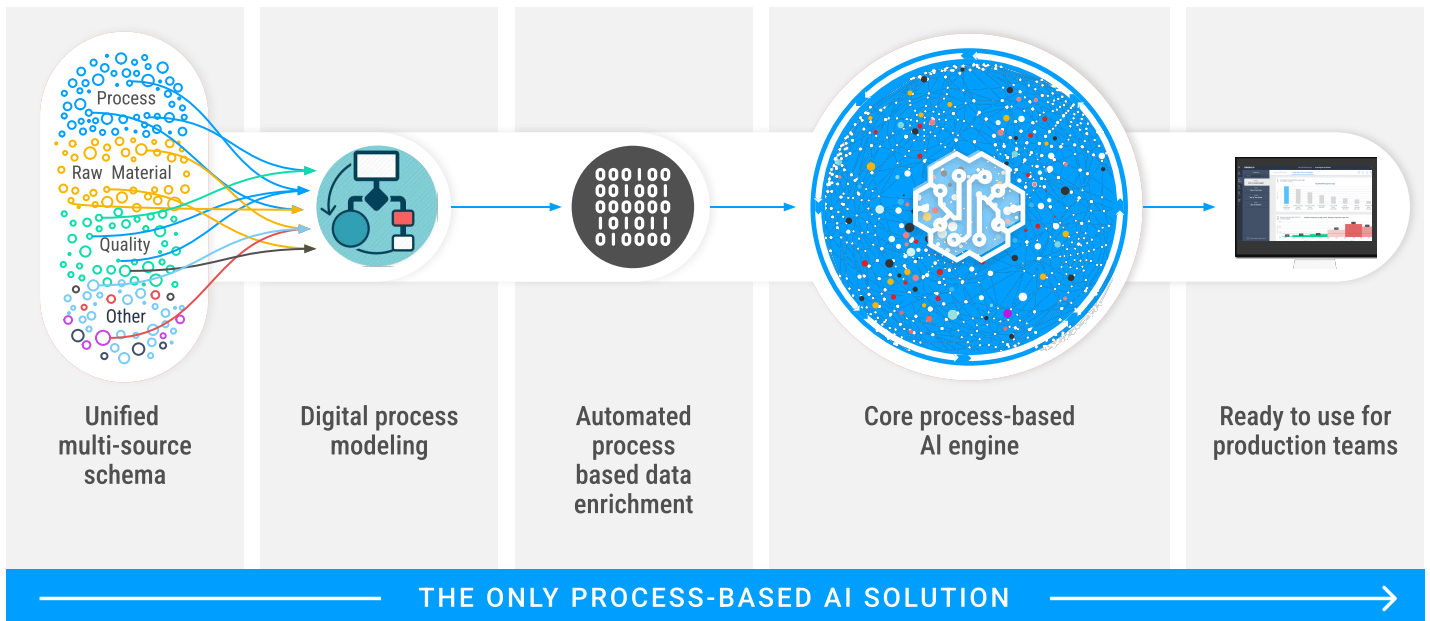 Process
Raw Material
Quality
Other
000100
001001
000000
101011
010000
Unified
multi-source
schema
Digital process
modeling
Automated
process
based data
enrichment
Core process-based
AI engine
Ready to use for
production teams
THE ONLY PROCESS-BASED AI SOLUTION